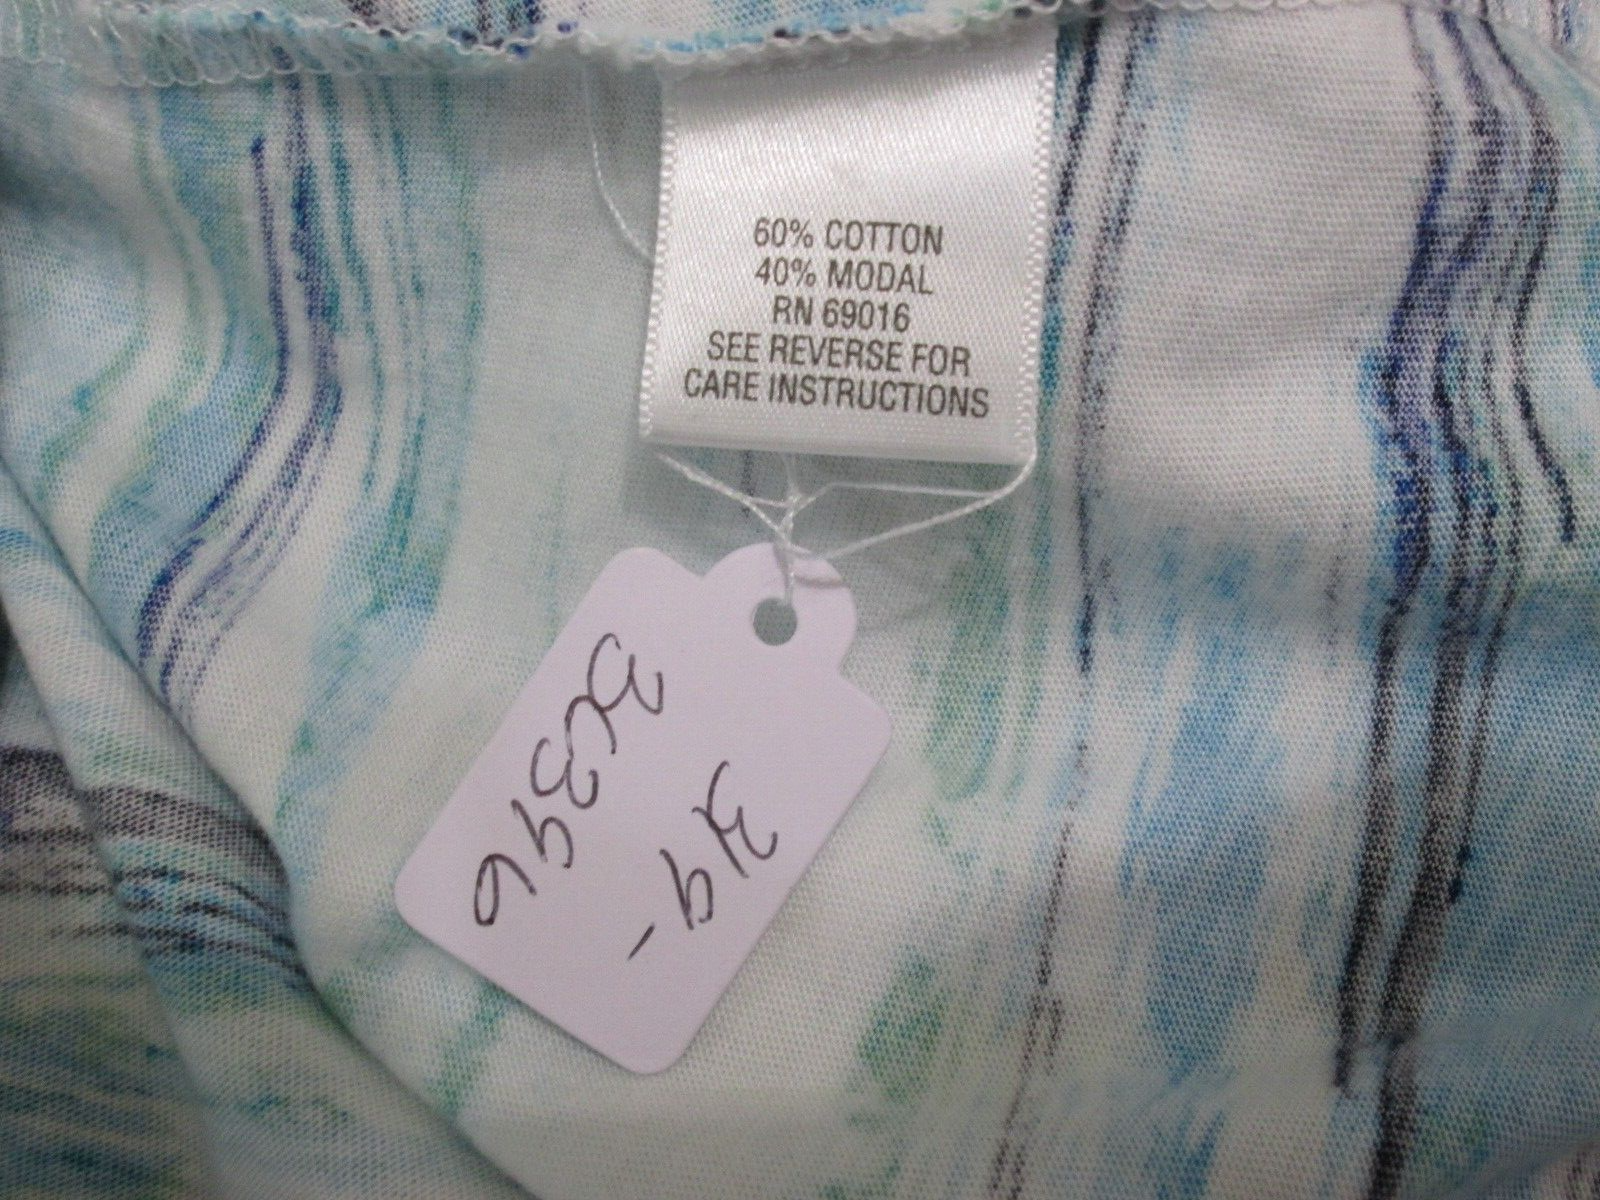 60% COTTON
40% MODAL
RN 69016
SEE REVERSE FOR
CARE INSTRUCTIONS